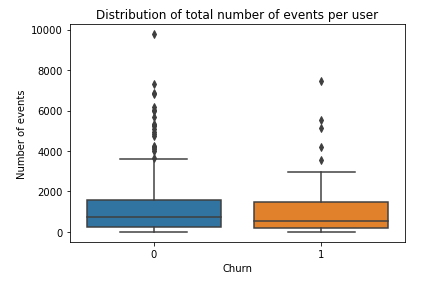 Distribution of total number of events per user
10000
8000
6000
4000
2000
0
Number of events
0
1
Churn